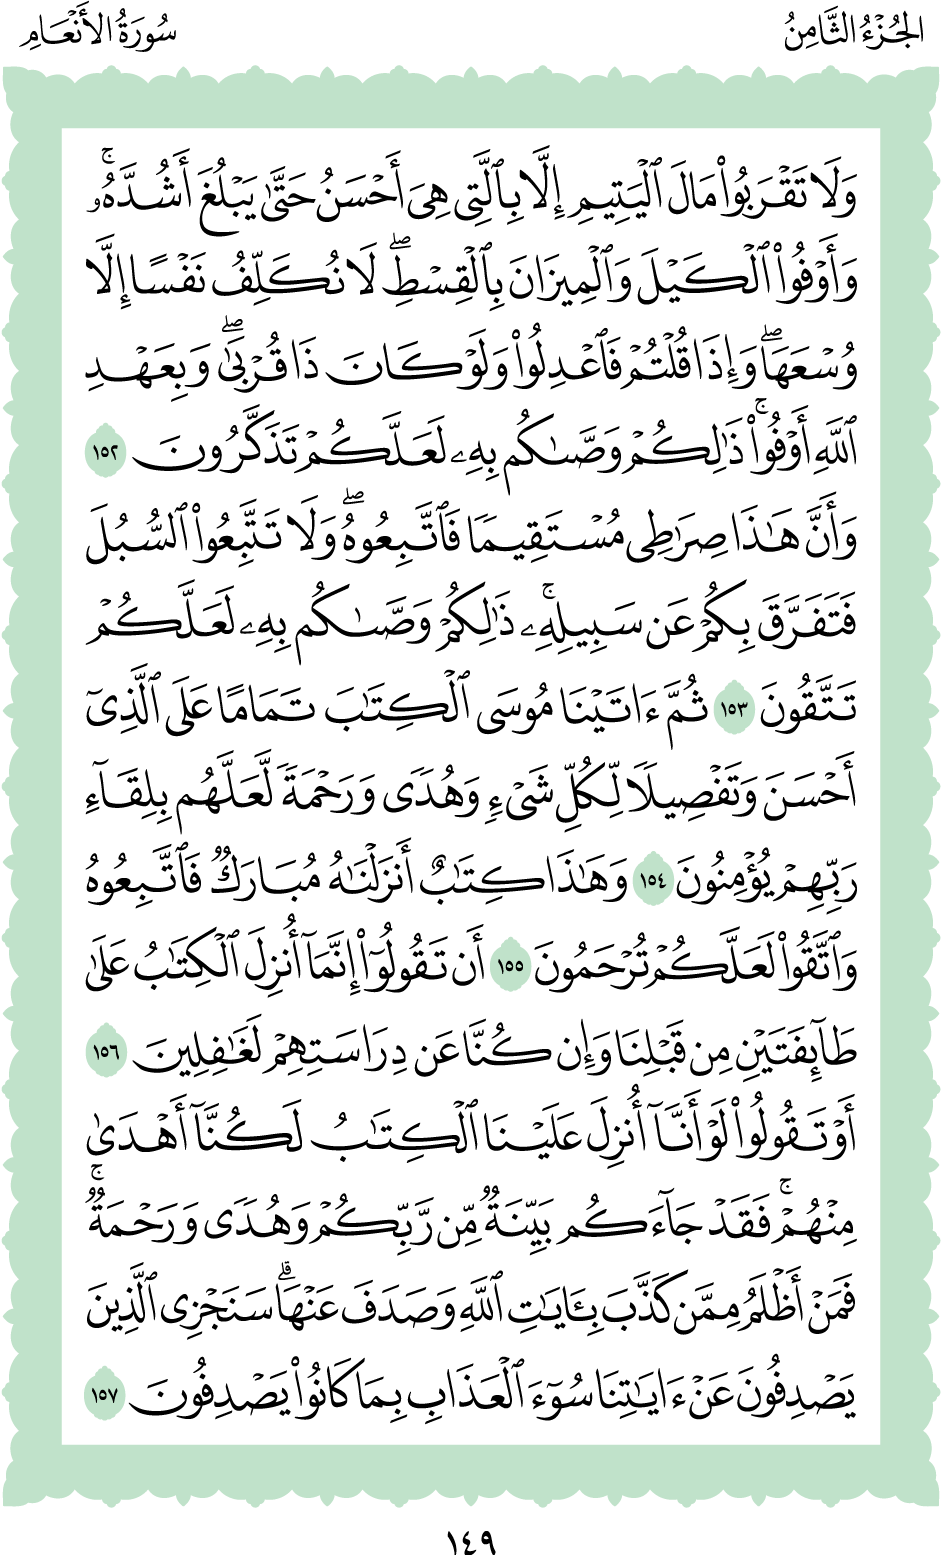 الجُزْءُ الثَّامِنُ
سُورَةُ الأَنْعَامِ
وَلَا تَقْرَبُوا۟ مَالَ ٱلْيَتِيمِ إِلَّا بِٱلَّتِى هِىَ أَحْسَنُ حَتَّىٰ يَبْلُغَ أَشُدَّهُۥ ۚ
وَأَوْفُوا۟ ٱلْكَيْلَ وَٱلْمِيزَانَ بِٱلْقِسْطِ ۖ لَا نُكَلِّفُ نَفْسًا إِلَّا
وُسْعَهَا ۖ وَإِذَا قُلْتُمْ فَٱعْدِلُوا۟ وَلَوْ كَانَ ذَا قُرْبَىٰ ۖ وَبِعَهْدِ
ٱللَّهِ أَوْفُوا۟ ۚ ذَٰلِكُمْ وَصَّىٰكُم بِهِۦ لَعَلَّكُمْ تَذَكَّرُونَ ١٥٢
وَأَنَّ هَٰذَا صِرَٰطِى مُسْتَقِيمًا فَٱتَّبِعُوهُ ۖ وَلَا تَتَّبِعُوا۟ ٱلسُّبُلَ
فَتَفَرَّقَ بِكُمْ عَن سَبِيلِهِۦ ۚ ذَٰلِكُمْ وَصَّىٰكُم بِهِۦ لَعَلَّكُمْ
تَتَّقُونَ ١٥٣ ثُمَّ ءَاتَيْنَا مُوسَى ٱلْكِتَٰبَ تَمَامًا عَلَى ٱلَّذِىٓ
أَحْسَنَ وَتَفْصِيلًا لِّكُلِّ شَىْءٍ وَهُدًى وَرَحْمَةً لَّعَلَّهُم بِلِقَآءِ
رَبِّهِمْ يُؤْمِنُونَ ١٥٤ وَهَٰذَا كِتَٰبٌ أَنزَلْنَٰهُ مُبَارَكٌ فَٱتَّبِعُوهُ
وَٱتَّقُوا۟ لَعَلَّكُمْ تُرْحَمُونَ ١٥٥ أَن تَقُولُوٓا۟ إِنَّمَآ أُنزِلَ ٱلْكِتَٰبُ عَلَىٰ
طَآئِفَتَيْنِ مِن قَبْلِنَا وَإِن كُنَّا عَن دِرَاسَتِهِمْ لَغَٰفِلِينَ ١٥٦
أَوْ تَقُولُوا۟ لَوْ أَنَّآ أُنزِلَ عَلَيْنَا ٱلْكِتَٰبُ لَكُنَّآ أَهْدَىٰ
مِنْهُمْ ۚ فَقَدْ جَآءَكُم بَيِّنَةٌ مِّن رَّبِّكُمْ وَهُدًى وَرَحْمَةٌ ۚ
فَمَنْ أَظْلَمُ مِمَّن كَذَّبَ بِـَٔايَٰتِ ٱللَّهِ وَصَدَفَ عَنْهَا ۗ سَنَجْزِى ٱلَّذِينَ
يَصْدِفُونَ عَنْ ءَايَٰتِنَا سُوٓءَ ٱلْعَذَابِ بِمَا كَانُوا۟ يَصْدِفُونَ ١٥٧
١٤٩